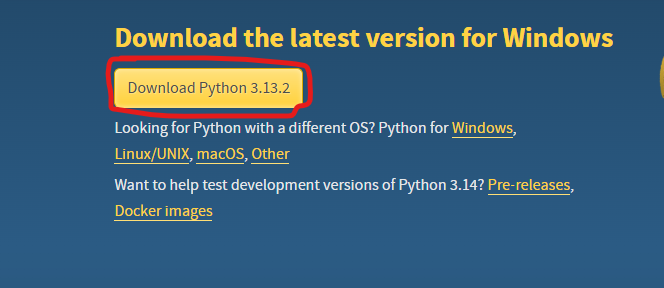 Download the latest version for Windows
Download Python 3.13.2
Looking for Python with a different OS? Python for Windows,
Linux/UNIX, macOS, Other
Want to help test development versions of Python 3.14? Pre-releases,
Docker images